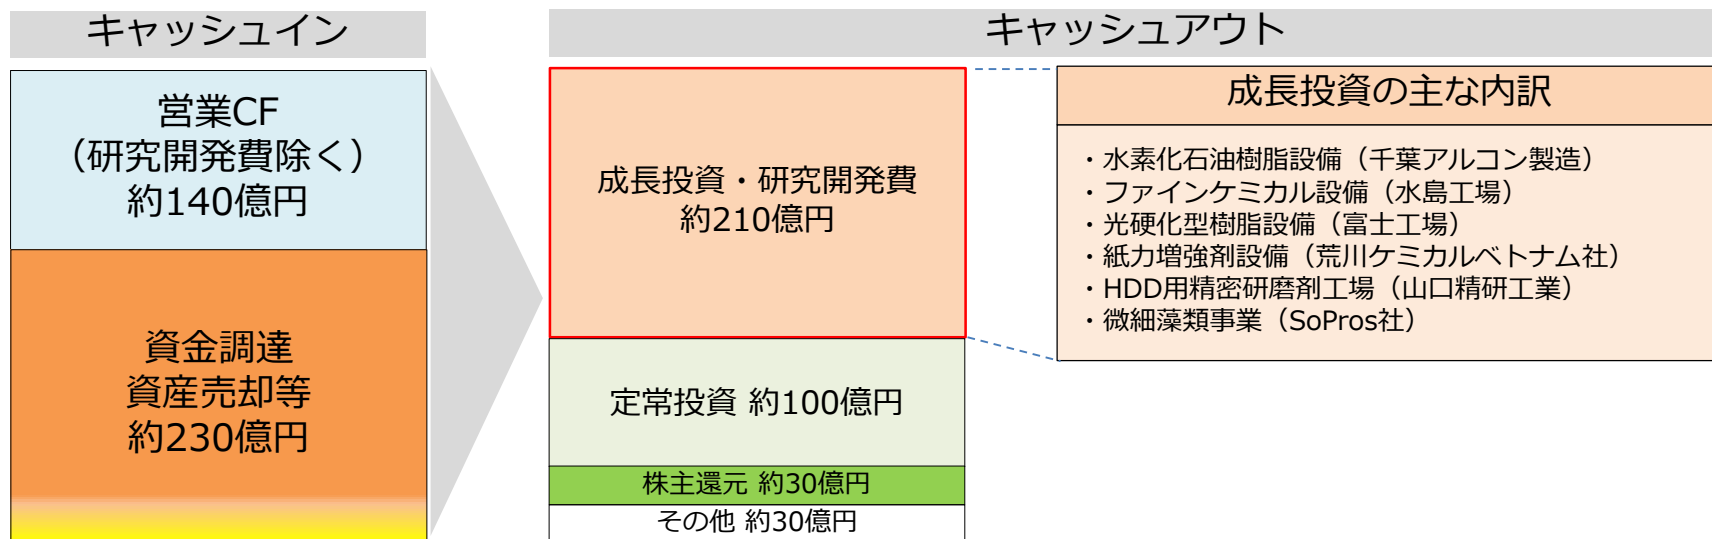 キャッシュイン
営業CF
（研究開発費除く）
約140億円
資金調達
資産売却等
約230億円
キャッシュアウト
成長投資・研究開発費
約210億円
定常投資 約100億円
株主還元 約30億円
その他 約30億円
成長投資の主な内訳
・水素化石油樹脂設備（千葉アルコン製造）
・ファインケミカル設備（水島工場）
・光硬化型樹脂設備（富士工場）
・紙力増強剤設備（荒川ケミカルベトナム社）
・HDD用精密研磨剤工場（山口精研工業）
・微細藻類事業（SoPros社）